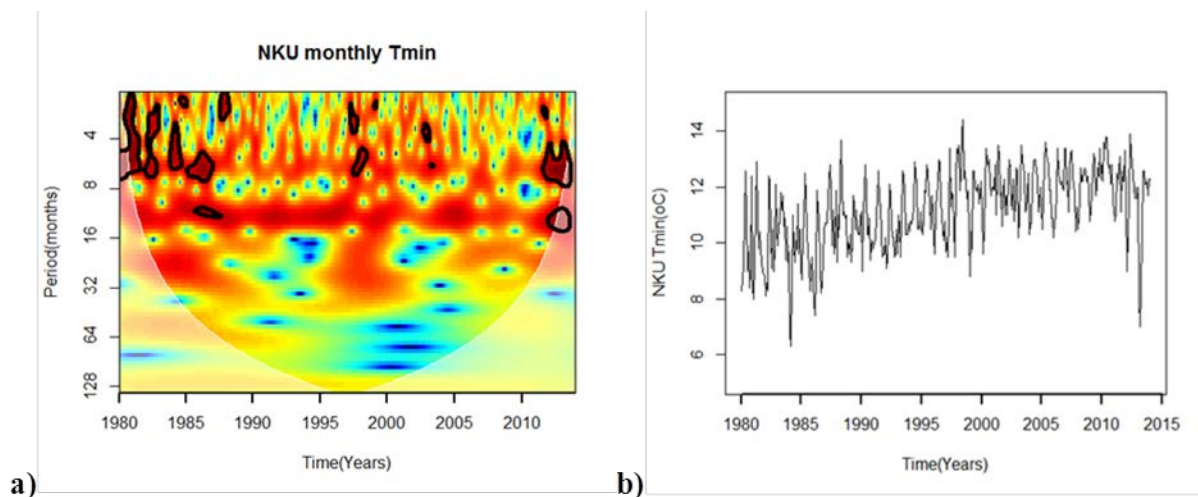 NKU monthly Tmin
Period(months)
4
8
16
32
64
128
1980 1985 1990 1995 2000 2005 2010
Time(Years)
a)
NKU Tmin(oC)
14
12
10
8
6
1980 1985 1990 1995 2000 2005 2010 2015
Time(Years)
b)